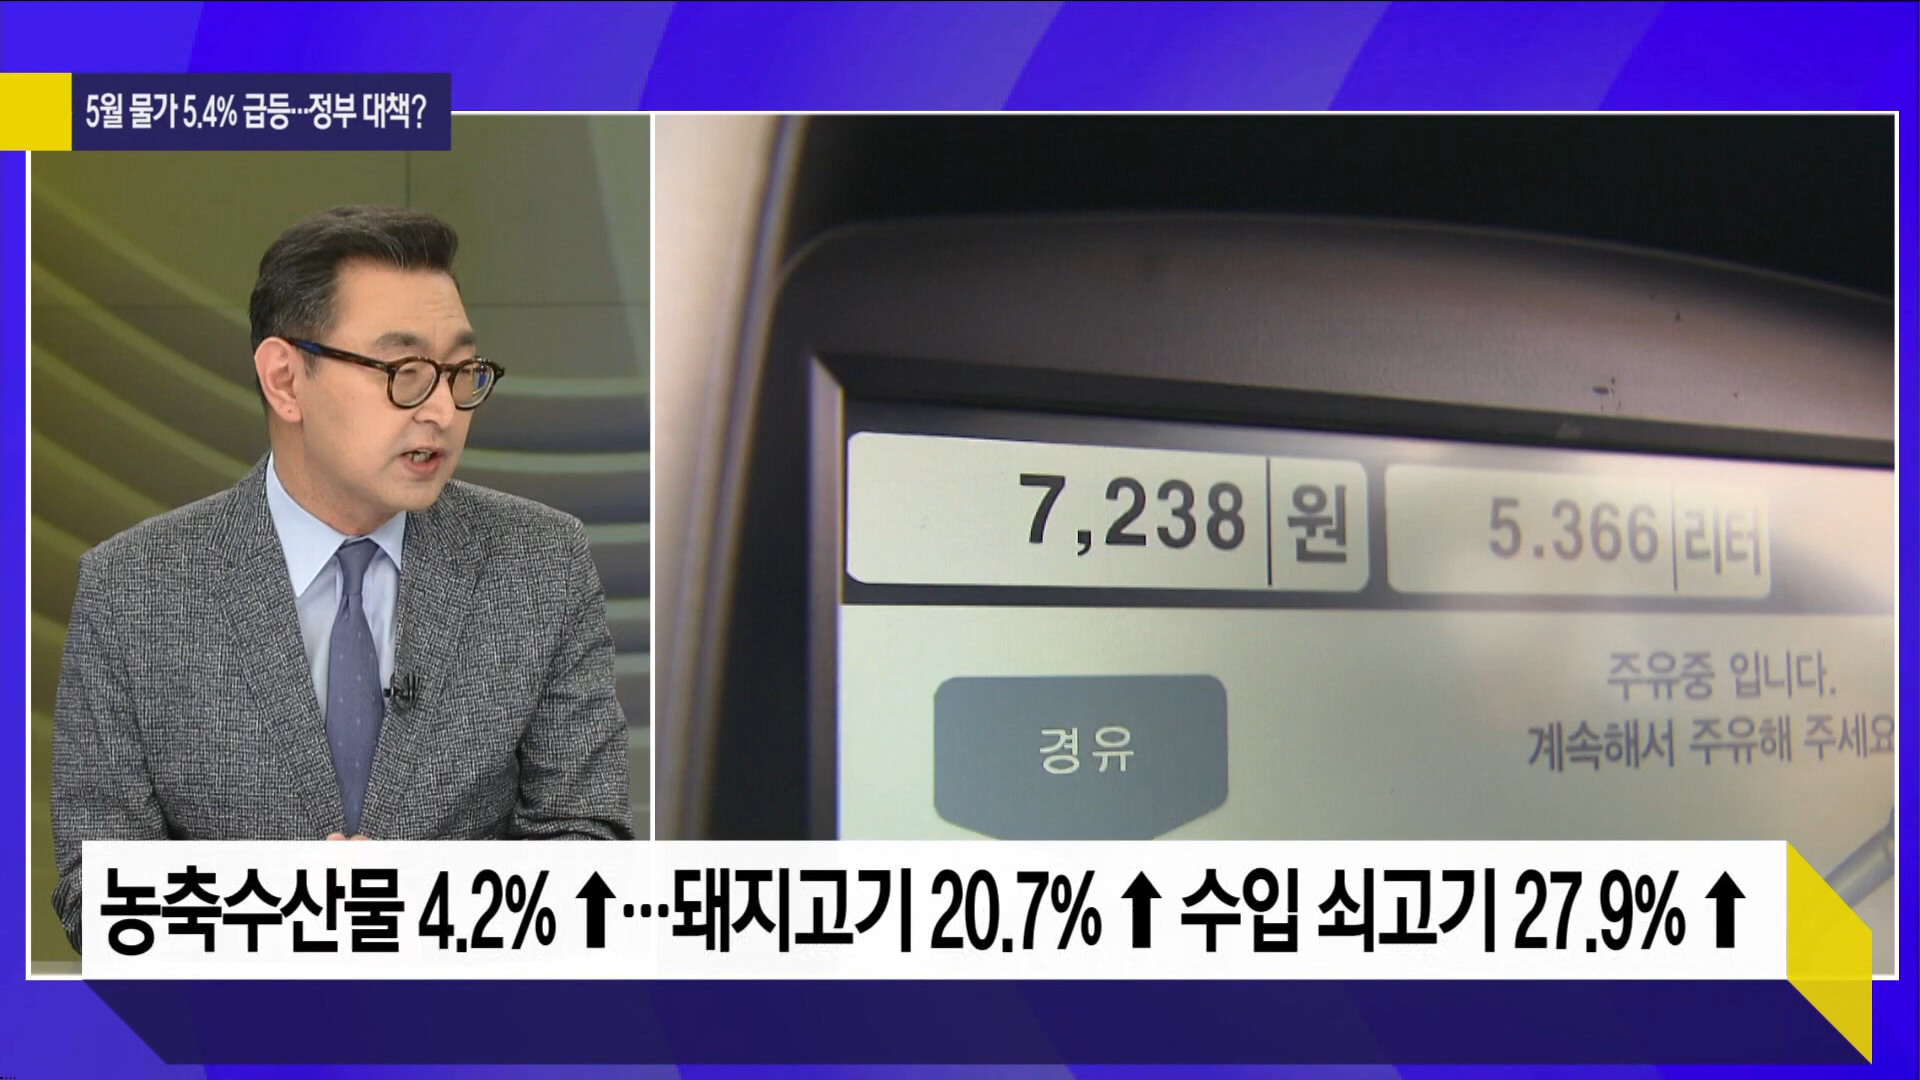 5월 물가 5.4% 급등…정부 대책?
7,238 원 5.366 리터
주유중 입니다.
계속해서 주유해 주세요
경유
농축수산물 4.2%⬆…돼지고기 20.7%⬆ 수입 쇠고기 27.9%⬆